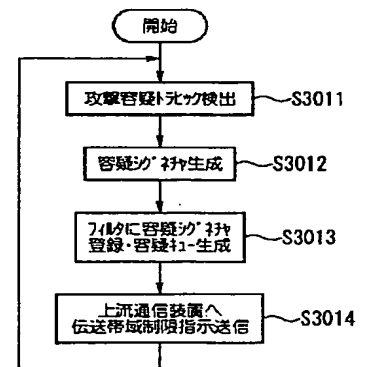 開始
攻撃容疑トラヒック検出
S3011
容疑シグネチャ生成
S3012
フィルタに容疑シグネチャ
登録・容疑キュー生成
S3013
上流通信装置へ
伝送帯域制限指示送信
S3014